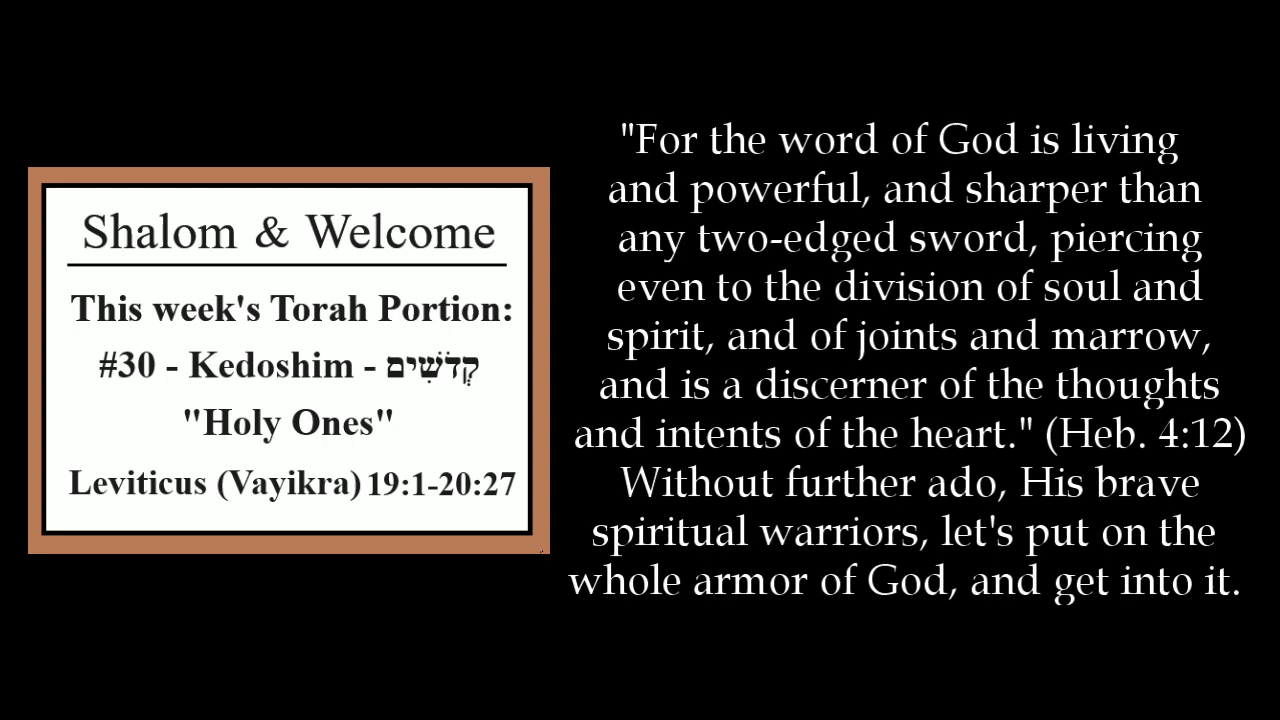 Shalom & Welcome
This week's Torah Portion:
#30 - Kedoshim - קְדֹשִׁים
"Holy Ones"
Leviticus (Vayikra) 19:1-20:27
"For the word of God is living
and powerful, and sharper than
any two-edged sword, piercing
even to the division of soul and
spirit, and of joints and marrow,
and is a discerner of the thoughts
and intents of the heart." (Heb. 4:12)
Without further ado, His brave
spiritual warriors, let's put on the
whole armor of God, and get into it.